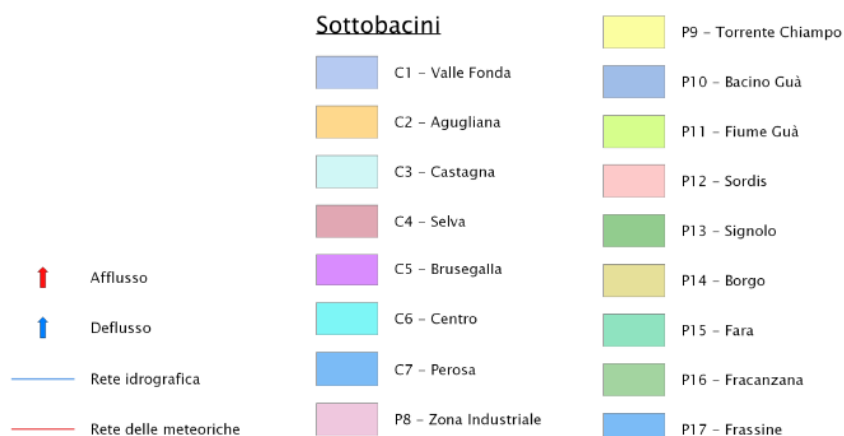 Sottobacini
C1 – Valle Fonda
C2 – Agugliana
C3 – Castagna
C4 – Selva
C5 – Brusegalla
C6 – Centro
C7 – Perosa
P8 – Zona Industriale
P9 – Torrente Chiampo
P10 – Bacino Guà
P11 – Fiume Guà
P12 – Sordis
P13 – Signolo
P14 – Borgo
P15 – Fara
P16 – Fracanzana
P17 – Frassine
Afflusso
Deflusso
Rete idrografica
Rete delle meteoriche